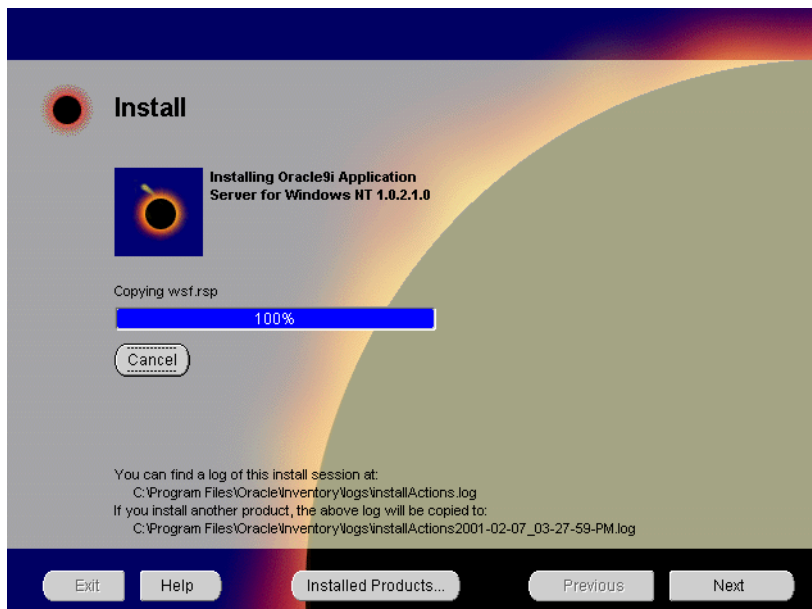 Install
Installing Oracle9i Application
Server for Windows NT 1.0.2.1.0
Copying wsf.rsp
100%
Cancel
You can find a log of this install session at:
C:\Program Files\Oracle\Inventory\logs\installActions.log
If you install another product, the above log will be copied to:
C:\Program Files\Oracle\Inventory\logs\installActions2001-02-07_03-27-59-PM.log
Exit
Help
Installed Products...
Previous
Next